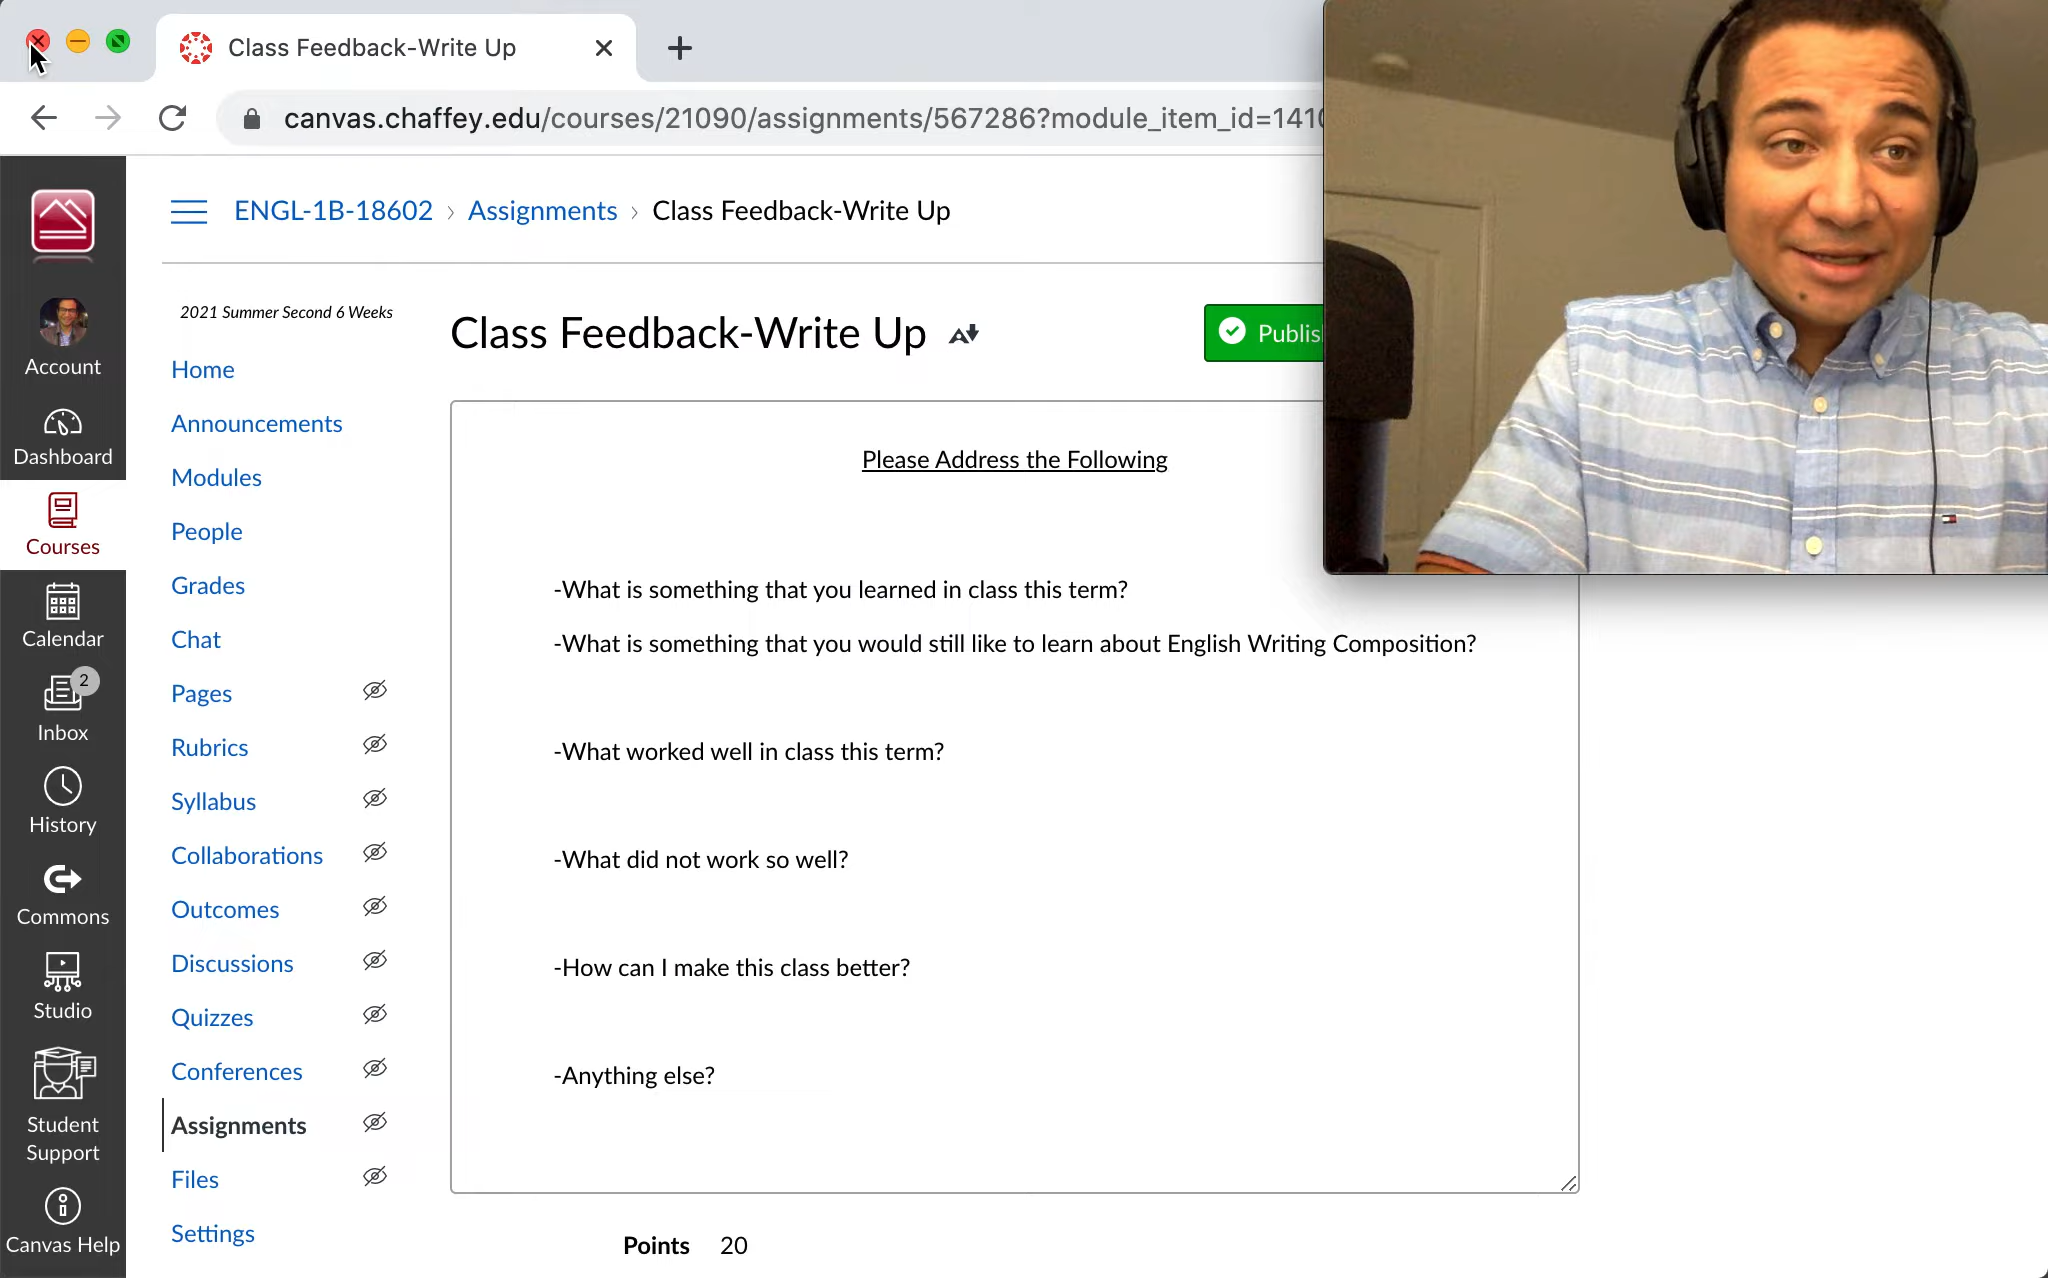 Class Feedback-Write Up
canvas.chaffey.edu/courses/21090/assignments/567286?module_item_id=1410
ENGL-1B-18602 › Assignments › Class Feedback-Write Up
2021 Summer Second 6 Weeks
Account
Dashboard
Courses
Calendar
2
Inbox
History
Commons
Studio
Student
Support
Canvas Help
Home
Announcements
Modules
People
Grades
Chat
Pages
Rubrics
Syllabus
Collaborations
Outcomes
Discussions
Quizzes
Conferences
Assignments
Files
Settings
Class Feedback-Write Up
Publis
Please Address the Following
-What is something that you learned in class this term?
-What is something that you would still like to learn about English Writing Composition?
-What worked well in class this term?
-What did not work so well?
-How can I make this class better?
-Anything else?
Points 20